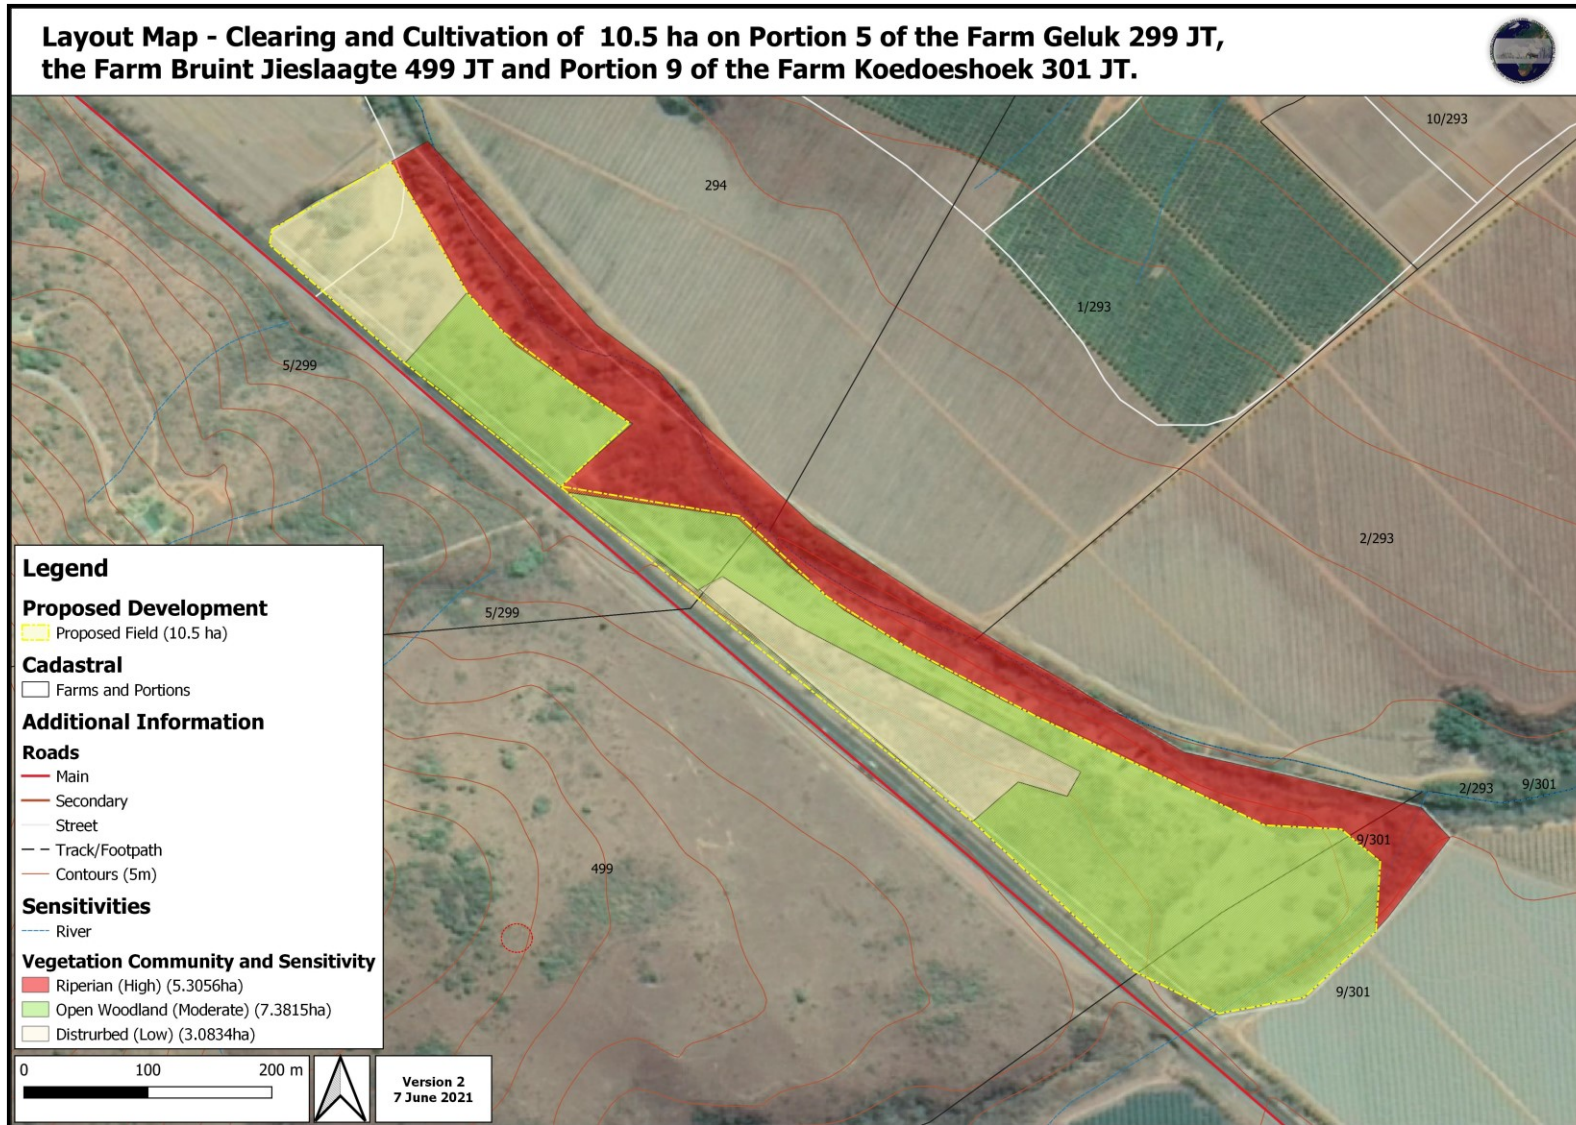 Layout Map - Clearing and Cultivation of 10.5 ha on Portion 5 of the Farm Geluk 299 JT,
the Farm Bruint Jieslaagte 499 JT and Portion 9 of the Farm Koedoeshoek 301 JT.
10/293
294
1/293
5/299
2/293
5/299
2/293
9/301
9/301
499
9/301
Legend
Proposed Development
Proposed Field (10.5 ha)
Cadastral
Farms and Portions
Additional Information
Roads
Main
Secondary
Street
Track/Footpath
Contours (5m)
Sensitivities
River
Vegetation Community and Sensitivity
Riperian (High) (5.3056ha)
Open Woodland (Moderate) (7.3815ha)
Distrurbed (Low) (3.0834ha)
0 100 200 m
Version 2
7 June 2021